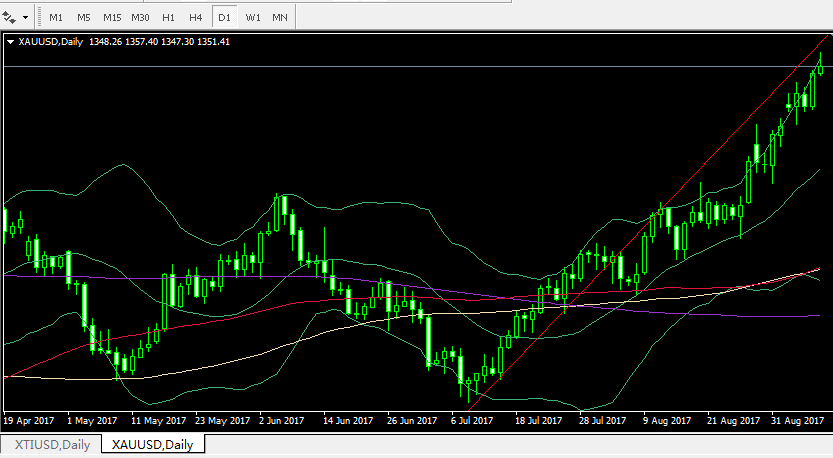 M1 M5 M15 M30 H1 H4 D1 W1 MN
XAUUSD,Daily 1348.26 1357.40 1347.30 1351.41
19 Apr 2017 1 May 2017 11 May 2017 23 May 2017 2 Jun 2017 14 Jun 2017 26 Jun 2017 6 Jul 2017 18 Jul 2017 28 Jul 2017 9 Aug 2017 21 Aug 2017 31 Aug 2017
XTIUSD,Daily XAUUSD,Daily